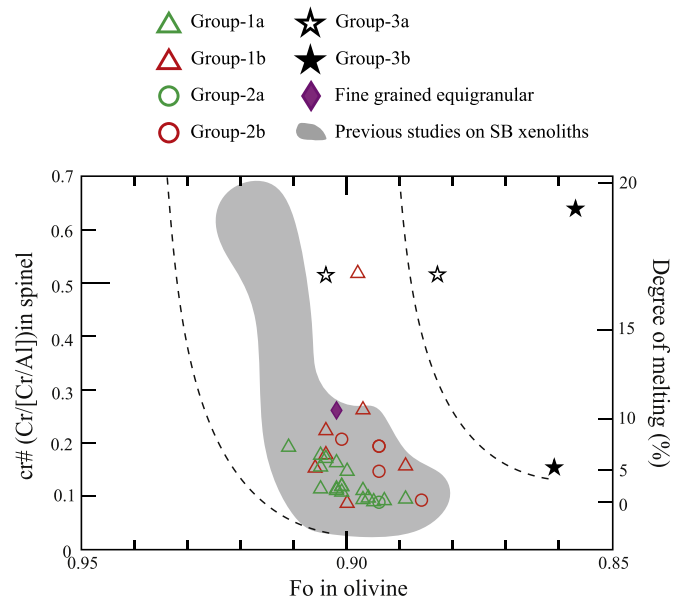 Group-1a
Group-3a
Group-1b
Group-3b
Group-2a
Fine grained equigranular
Group-2b
Previous studies on SB xenoliths
0.7
0.6
0.5
0.4
0.3
0.2
0.1
0
cr# (Cr/[Cr/Al])in spinel
20
15
10
5
0
Degree of melting (%)
0.95
0.90
0.85
Fo in olivine